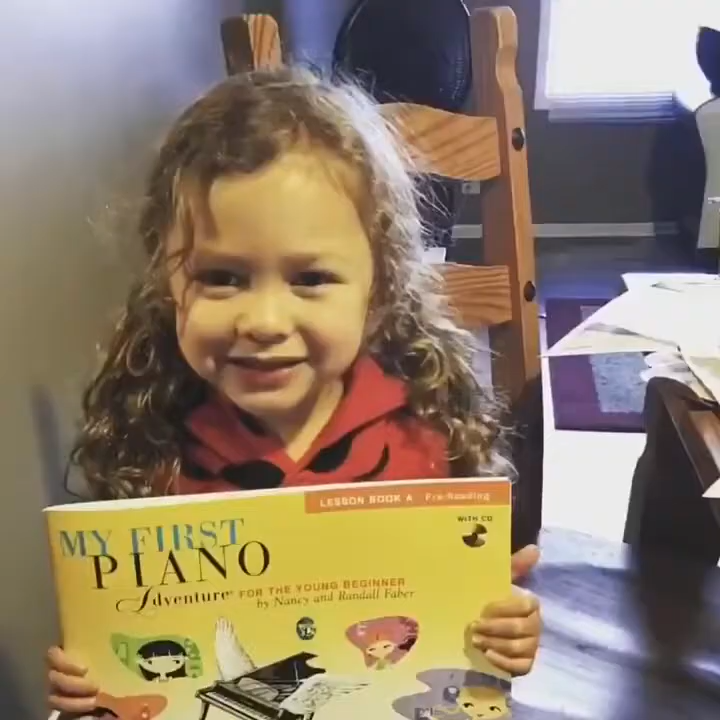 LESSON BOOK A Pre-Reading
WITH CD
MY FIRST
PIANO
Adventure® FOR THE YOUNG BEGINNER
by Nancy and Randall Faber